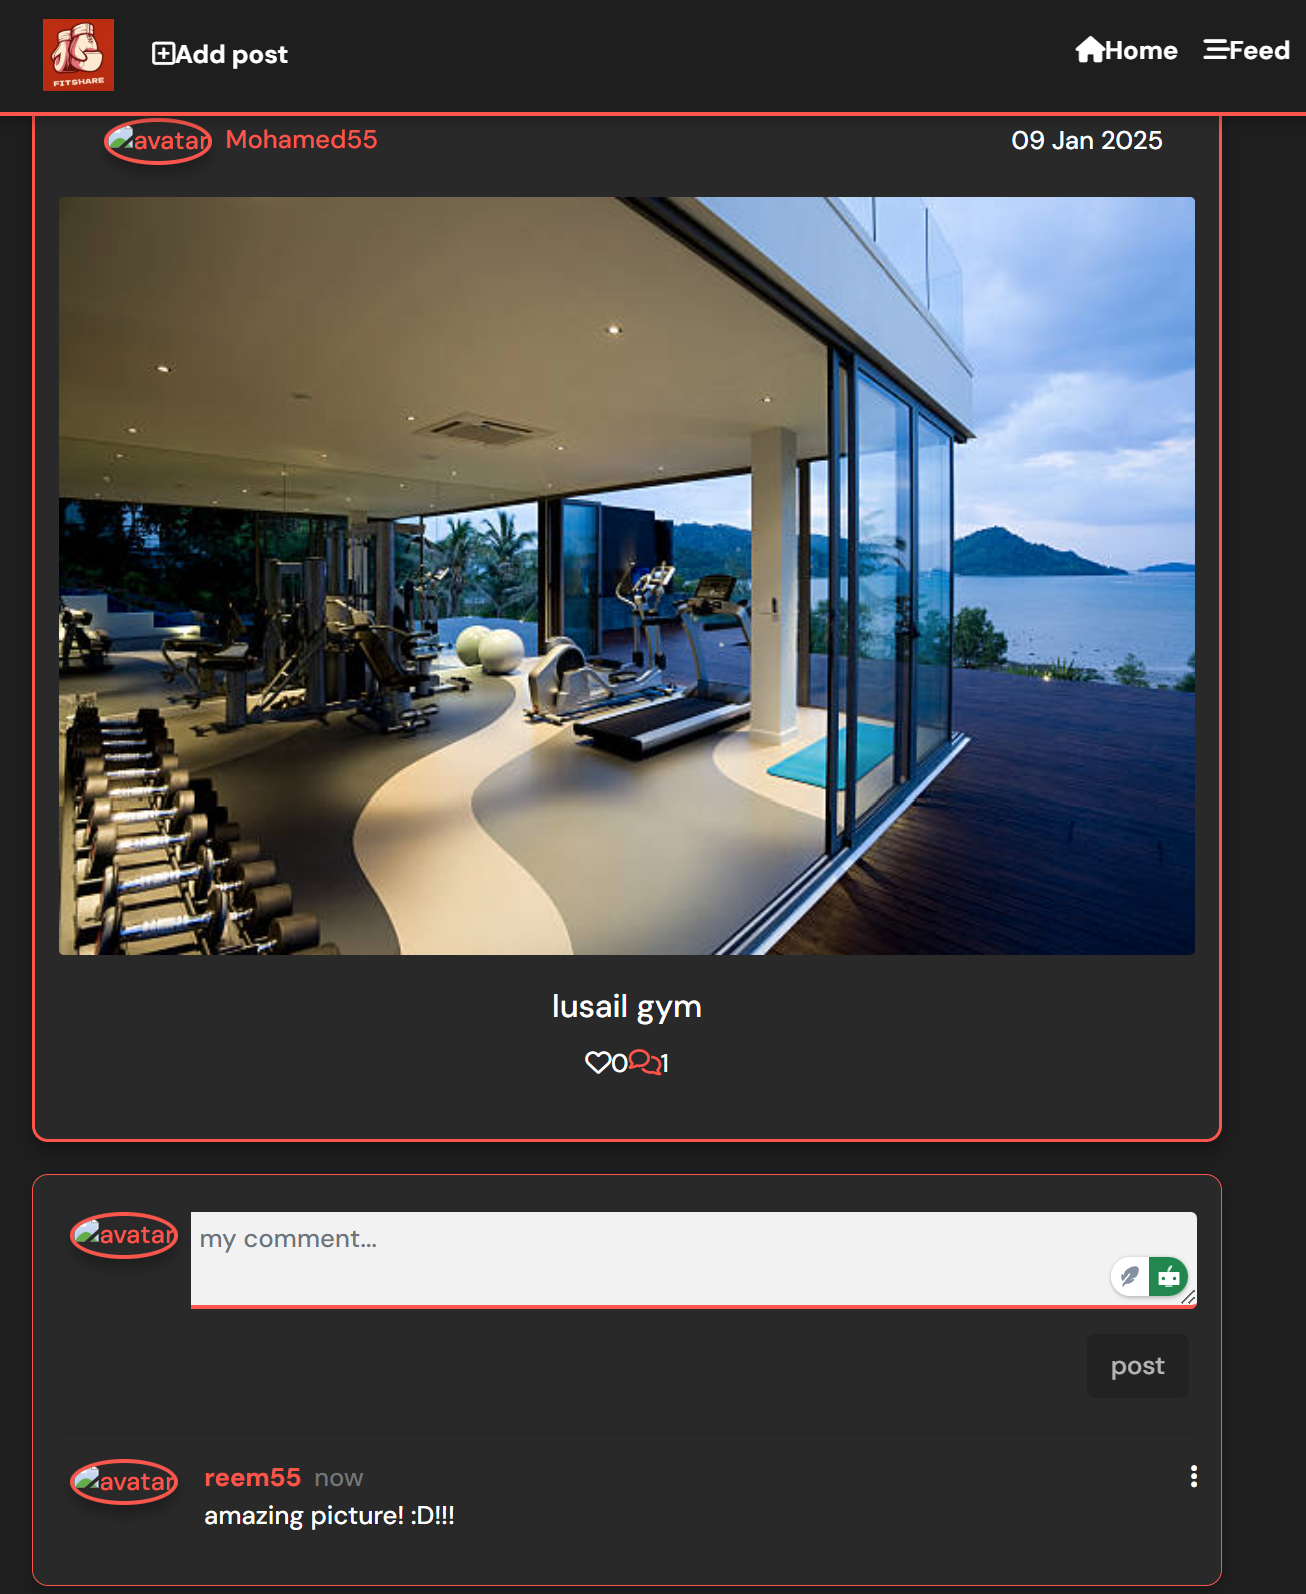 FITSHARE
Add post
Home
Feed
avatar
Mohamed55
09 Jan 2025
lusail gym
0
1
avatar
my comment...
post
avatar
reem55 now
amazing picture! :D!!!